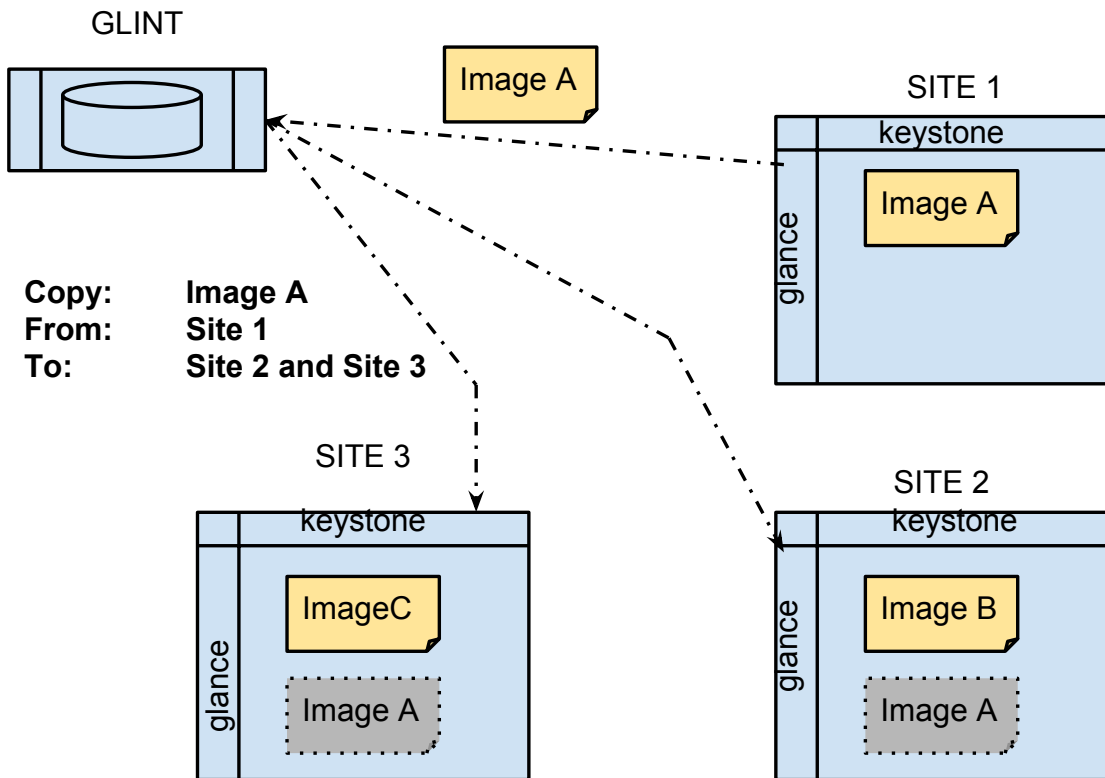 GLINT
Image A
SITE 1
keystone
glance
Image A
Copy: Image A
From: Site 1
To: Site 2 and Site 3
SITE 3
keystone
glance
ImageC
Image A
SITE 2
keystone
glance
Image B
Image A